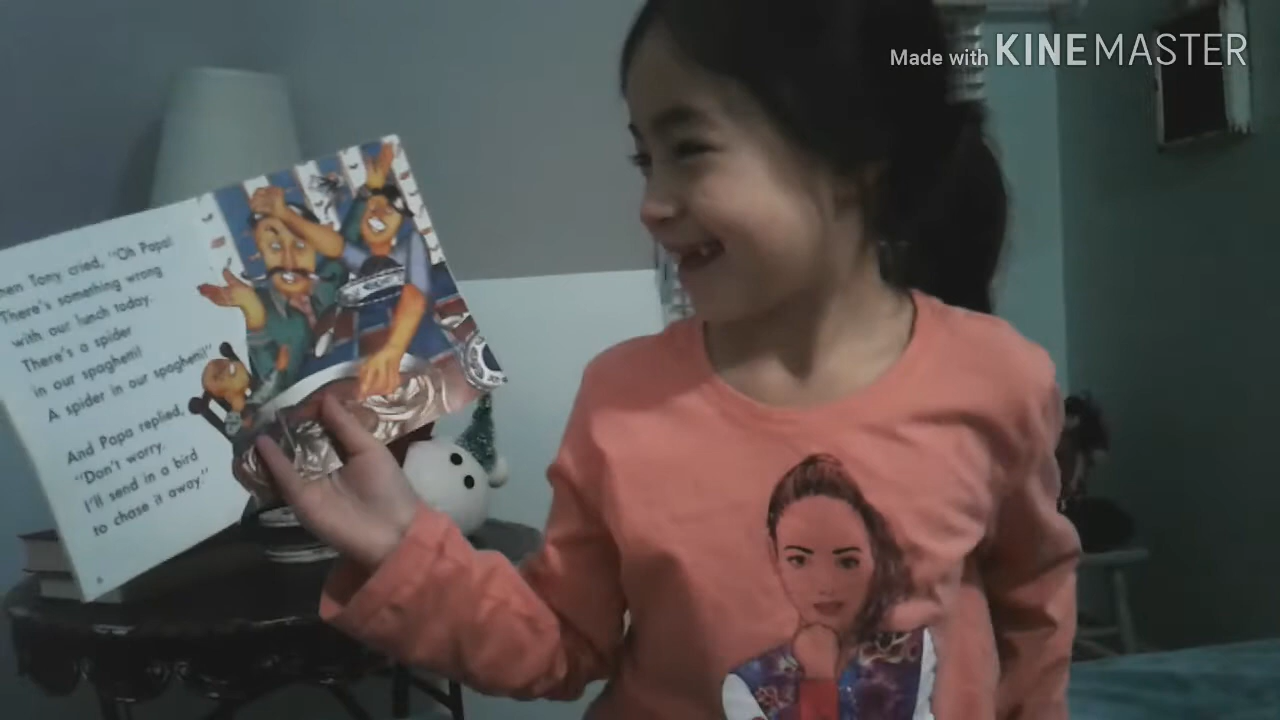 Made with KINEMASTER
Tony cried, "Oh Papa!
There's something wrong
with our lunch today.
There's a spider
in our spaghetti!
A spider in our spaghetti!"
And Papa replied,
"Don't worry.
I'll send in a bird
to chase it away."